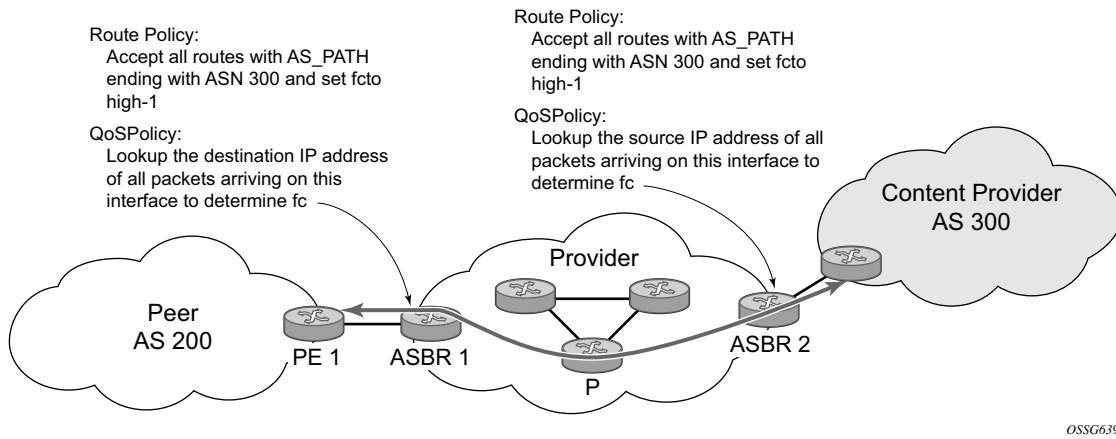 Route Policy:
Accept all routes with AS_PATH
ending with ASN 300 and set fcto
high-1
QoSPolicy:
Lookup the destination IP address
of all packets arriving on this
interface to determine fc
Route Policy:
Accept all routes with AS_PATH
ending with ASN 300 and set fcto
high-1
QoSPolicy:
Lookup the source IP address of all
packets arriving on this interface to
determine fc
Content Provider
AS 300
Provider
Peer
AS 200
PE 1
ASBR 1
P
ASBR 2
OSSG639